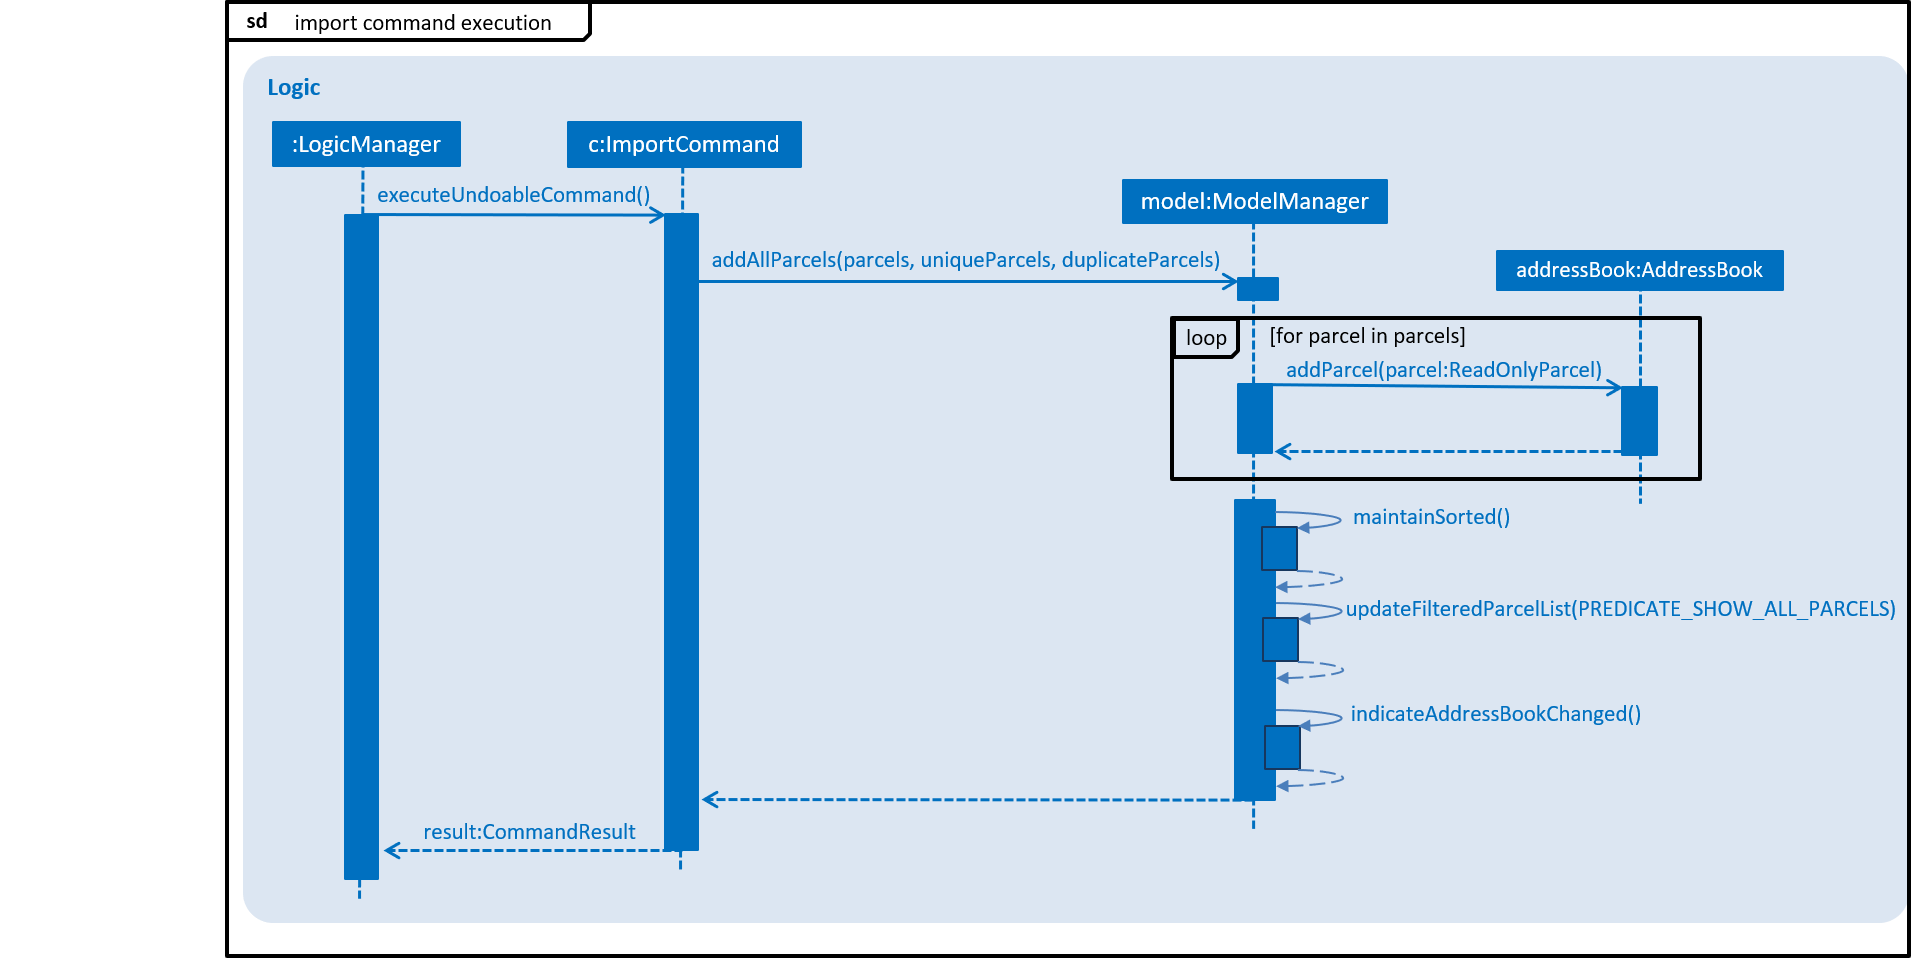 sd import command execution
Logic
:LogicManager
c:ImportCommand
executeUndoableCommand()
model:ModelManager
addAllParcels(parcels, uniqueParcels, duplicateParcels)
addressBook:AddressBook
loop [for parcel in parcels]
addParcel(parcel:ReadOnlyParcel)
maintainSorted()
updateFilteredParcelList(PREDICATE_SHOW_ALL_PARCELS)
indicateAddressBookChanged()
result:CommandResult